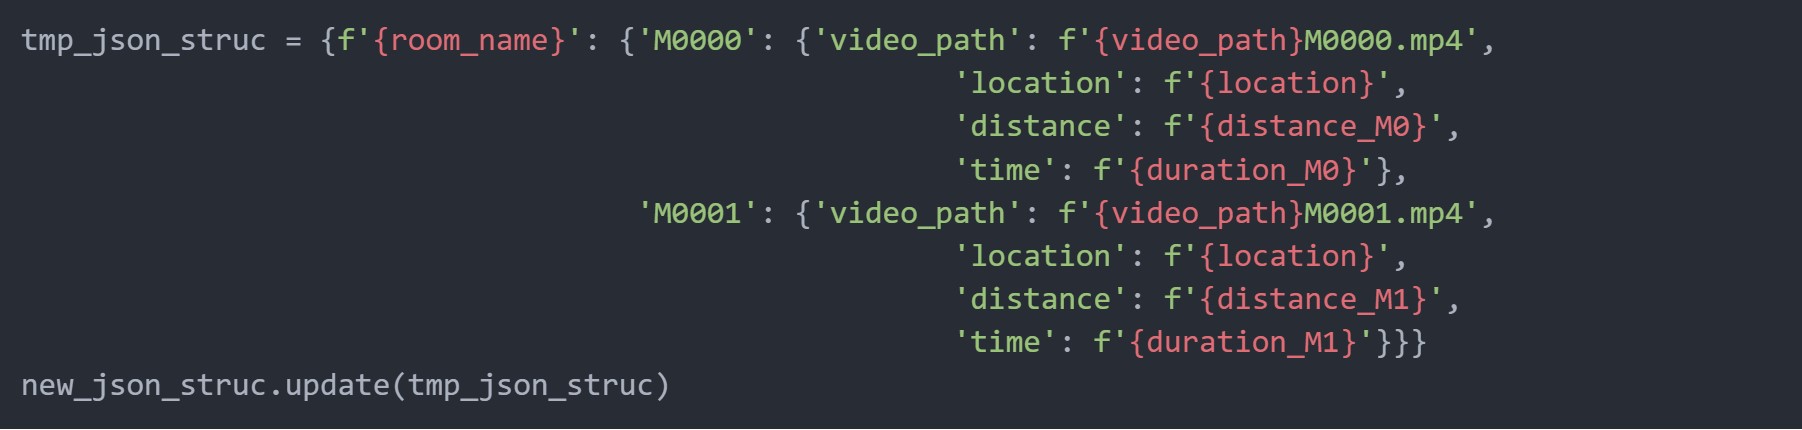 tmp_json_struc = {f'{room_name}': {'M0000': {'video_path': f'{video_path}M0000.mp4',
'location': f'{location}',
'distance': f'{distance_M0}',
'time': f'{duration_M0}'},
'M0001': {'video_path': f'{video_path}M0001.mp4',
'location': f'{location}',
'distance': f'{distance_M1}',
'time': f'{duration_M1}'}}}
new_json_struc.update(tmp_json_struc)